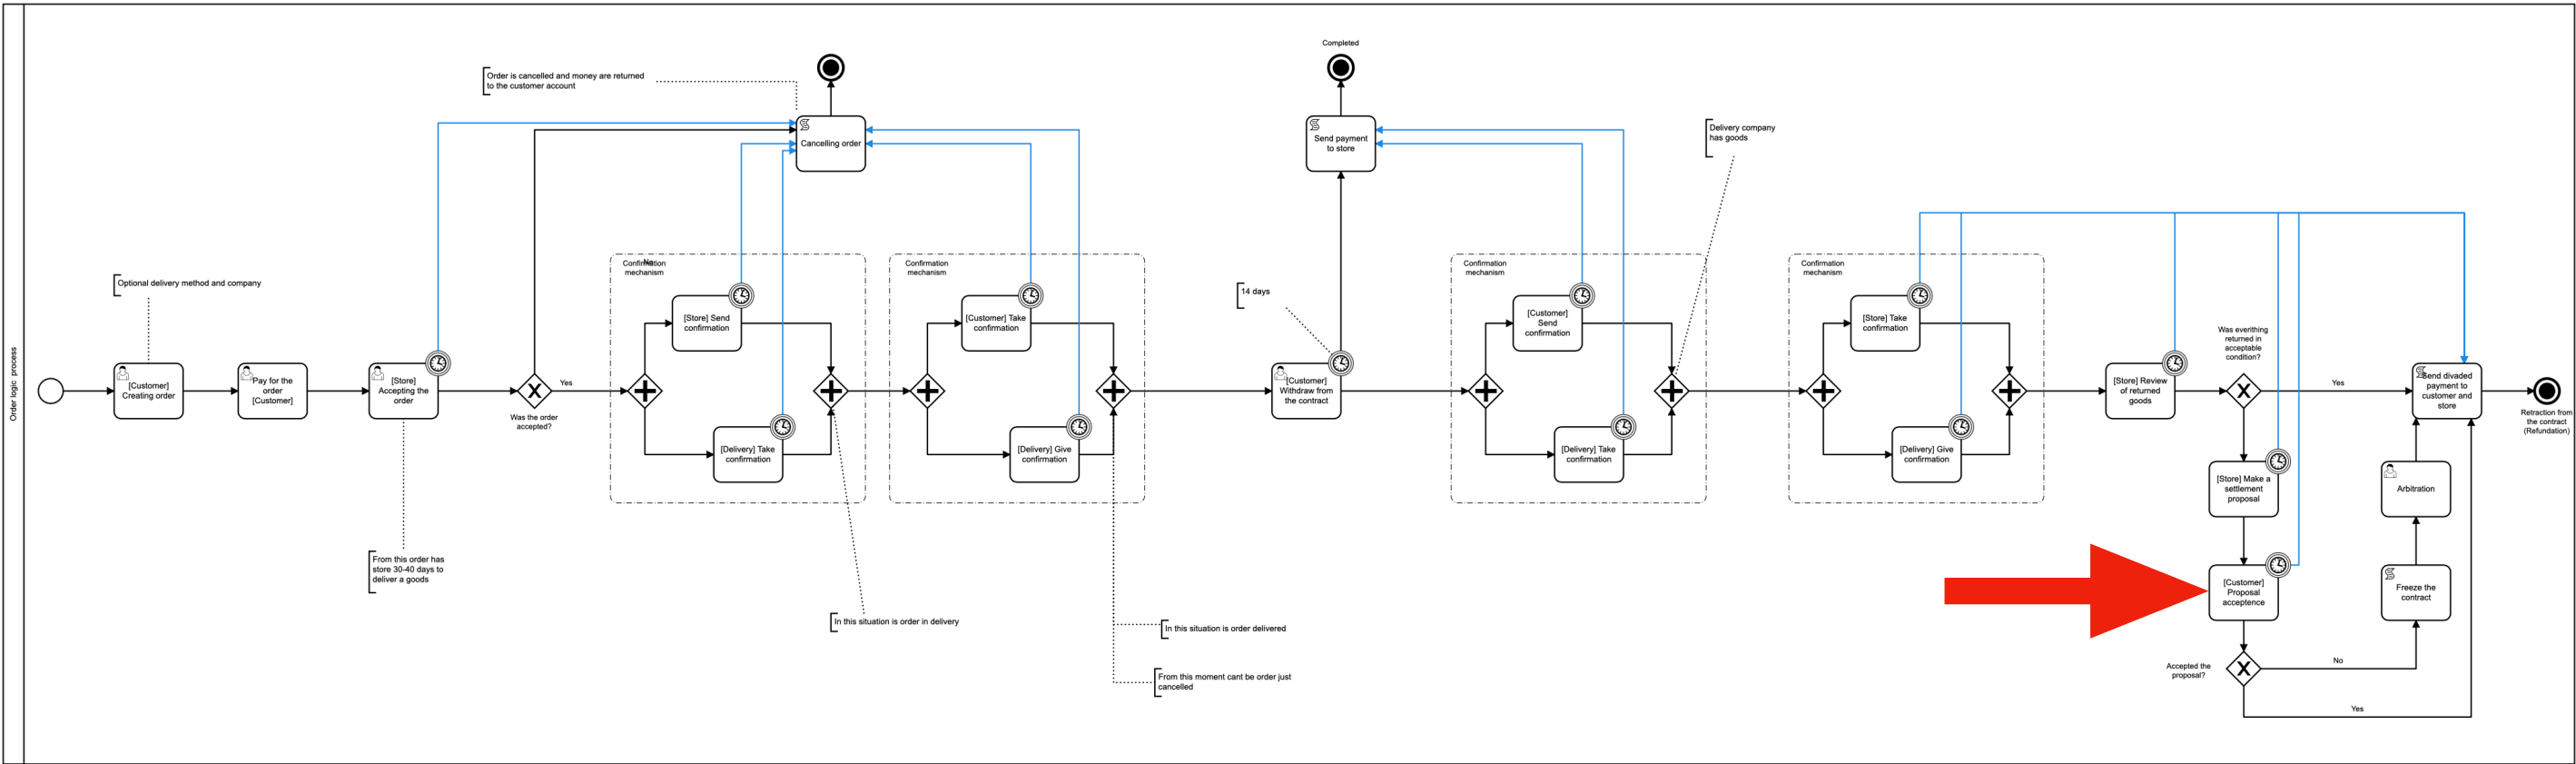 Order logic process
Optional delivery method and company
[Customer]
Creating order
Pay for the
order
[Customer]
[Store]
Accepting the
order
From this order has
store 30-40 days to
deliver a goods
Was the order
accepted?
Yes
No
Order is cancelled and money are returned
to the customer account
Cancelling order
Confirmation
mechanism
[Store] Send
confirmation
[Delivery] Take
confirmation
In this situation is order in delivery
Confirmation
mechanism
[Customer] Take
confirmation
[Delivery] Give
confirmation
In this situation is order delivered
From this moment cant be order just
cancelled
14 days
[Customer]
Withdraw from
the contract
Completed
Send payment
to store
Confirmation
mechanism
[Customer]
Send
confirmation
[Delivery] Take
confirmation
Delivery company
has goods
Confirmation
mechanism
[Store] Take
confirmation
[Delivery] Give
confirmation
[Store] Review
of returned
goods
Was everithing
returned in
acceptable
condition?
Yes
[Store] Make a
settlement
proposal
[Customer]
Proposal
acceptence
Accepted the
proposal?
No
Yes
Freeze the
contract
Arbitration
Send divaded
payment to
customer and
store
Retraction from
the contract
(Refundation)